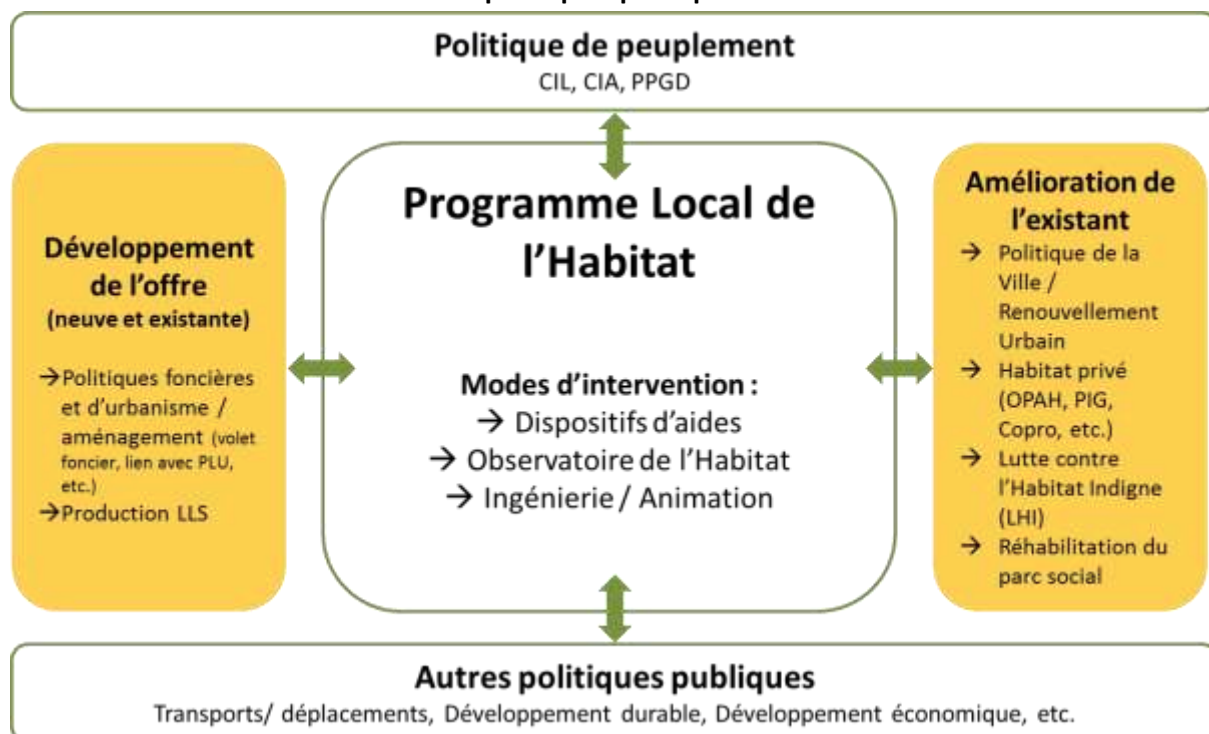 Politique de peuplement
CIL, CIA, PPGD
Développement
de l'offre
(neuve et existante)
→Politiques foncières
et d'urbanisme /
aménagement (volet
foncier, lien avec PLU,
etc.)
→Production LLS
Programme Local de
l'Habitat
Modes d'intervention :
→ Dispositifs d'aides
→ Observatoire de l'Habitat
→ Ingénierie / Animation
Amélioration de
l'existant
→ Politique de la
Ville /
Renouvellement
Urbain
→ Habitat privé
(OPAH, PIG,
Copro, etc.)
→ Lutte contre
l'Habitat Indigne
(LHI)
→ Réhabilitation du
parc social
Autres politiques publiques
Transports/ déplacements, Développement durable, Développement économique, etc.